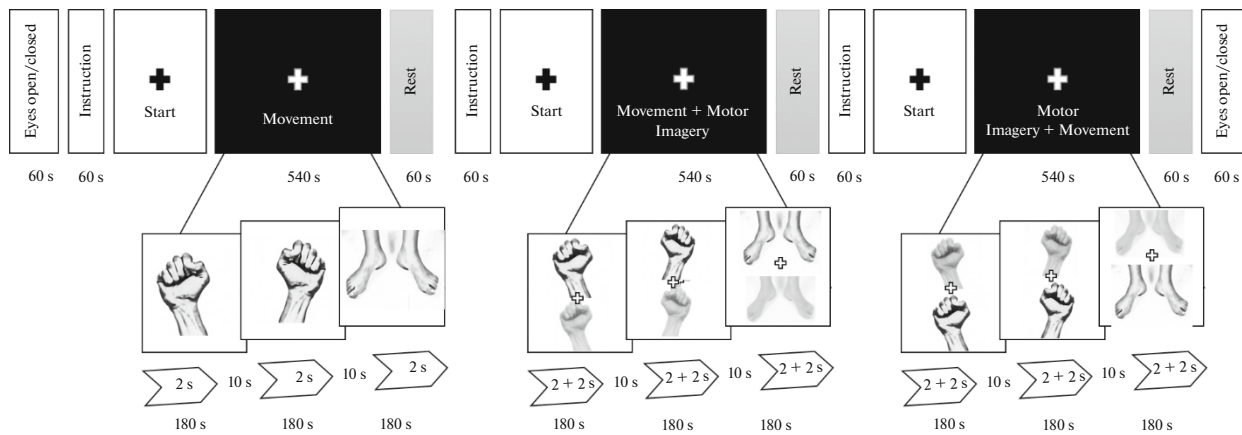 Eyes open/closed
Instruction
Start
Movement
Rest
Instruction
Start
Movement + Motor
Imagery
Rest
Instruction
Start
Motor
Imagery + Movement
Rest
Eyes open/closed
60 s
60 s
540 s
60 s
60 s
540 s
60 s
60 s
540 s
60 s
60 s
2 s
10 s
2 s
10 s
2 s
2 + 2 s
10 s
2 + 2 s
10 s
2 + 2 s
2 + 2 s
10 s
2 + 2 s
10 s
2 + 2 s
180 s
180 s
180 s
180 s
180 s
180 s
180 s
180 s
180 s